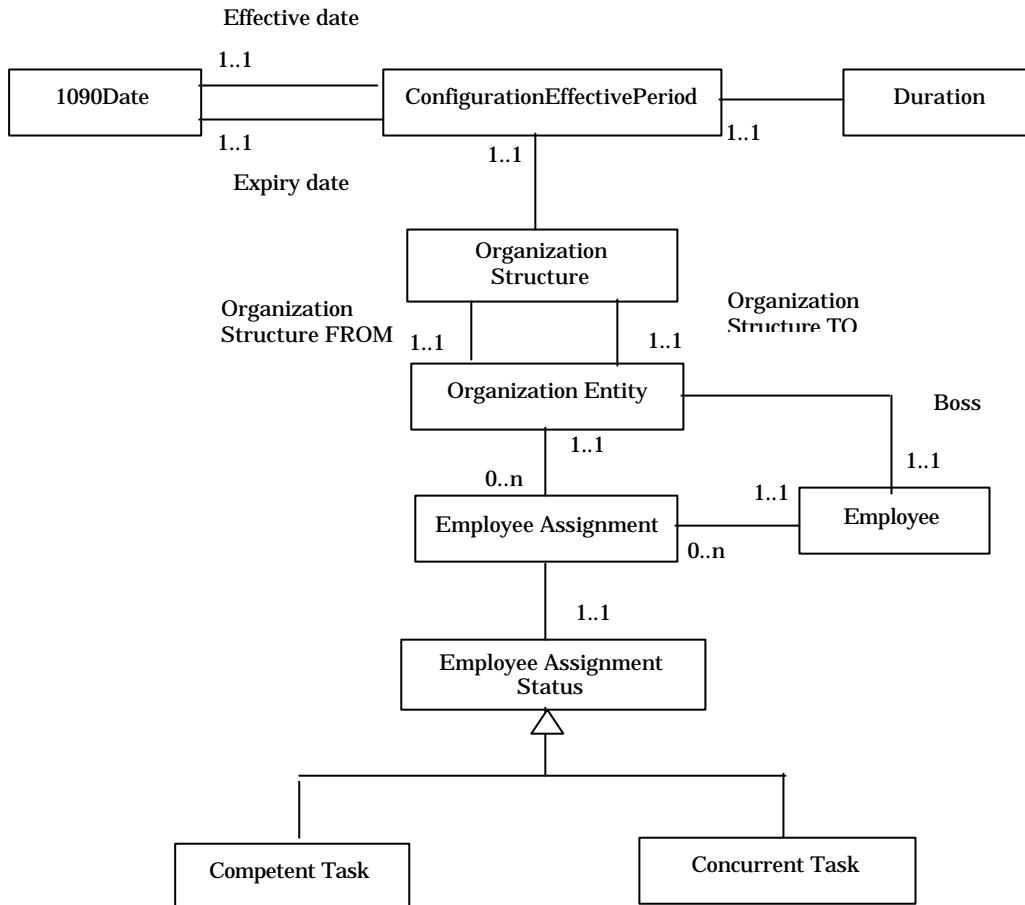 Effective date
1..1
1090Date
ConfigurationEffectivePeriod
Duration
1..1
1..1
1..1
Expiry date
Organization
Structure
Organization
Structure FROM
Organization
Structure TO
1..1
1..1
Organization Entity
Boss
1..1
1..1
0..n
1..1
Employee Assignment
Employee
0..n
1..1
Employee Assignment
Status
Competent Task
Concurrent Task